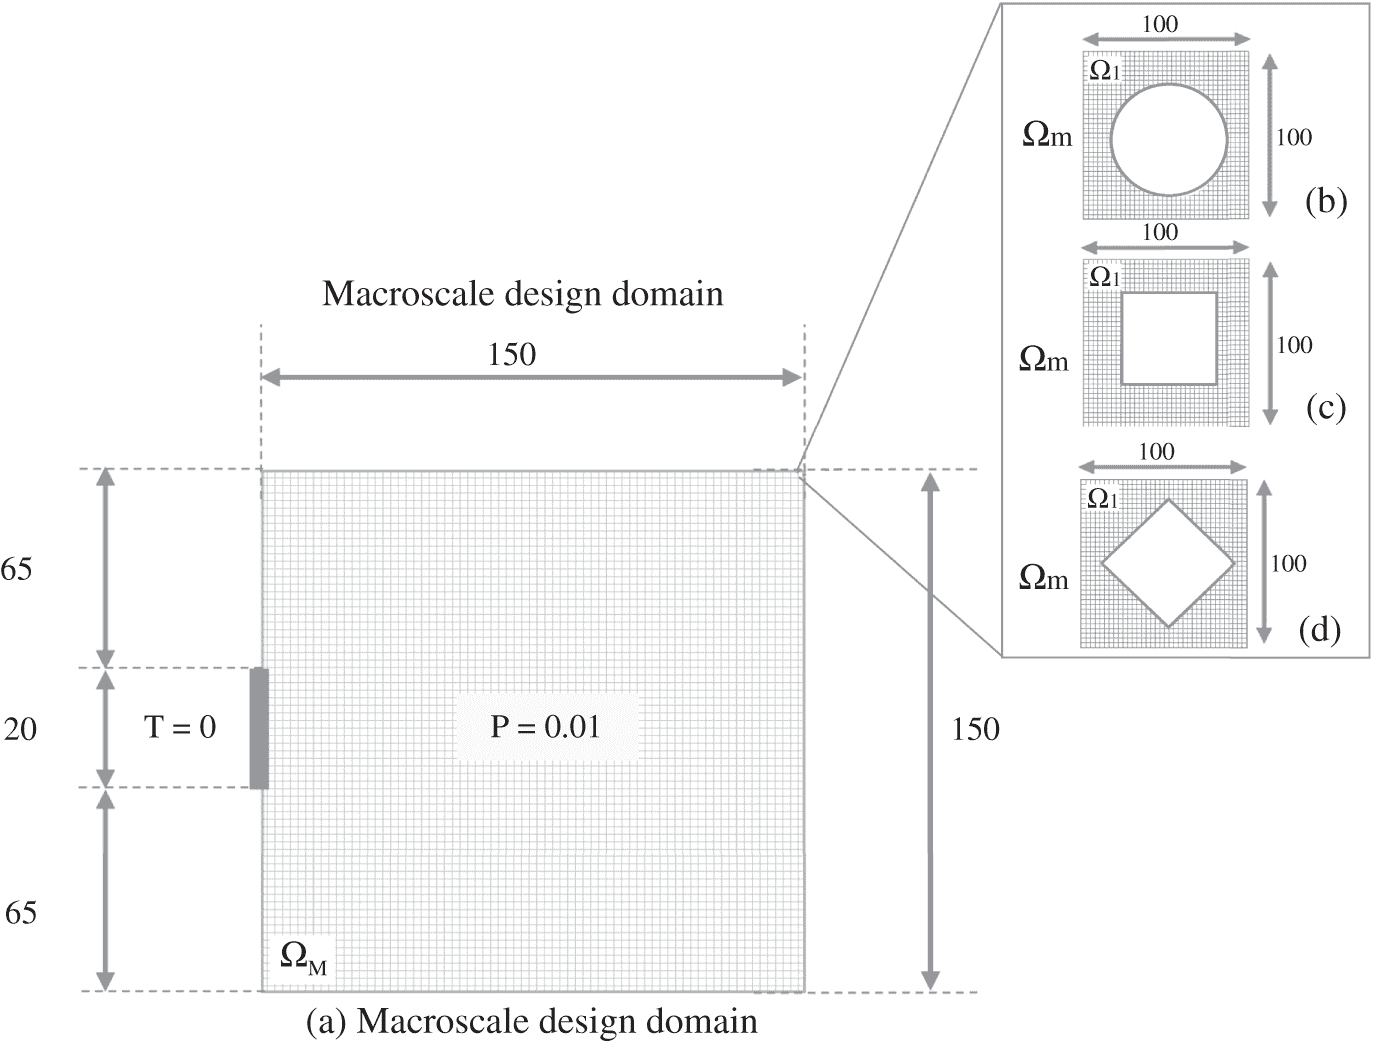 100
Ω1
Ωm
100
(b)
100
Ω1
Ωm
100
(c)
100
Ω1
Ωm
100
(d)
Macroscale design domain
150
65
20
T = 0
P = 0.01
150
65
ΩM
(a) Macroscale design domain